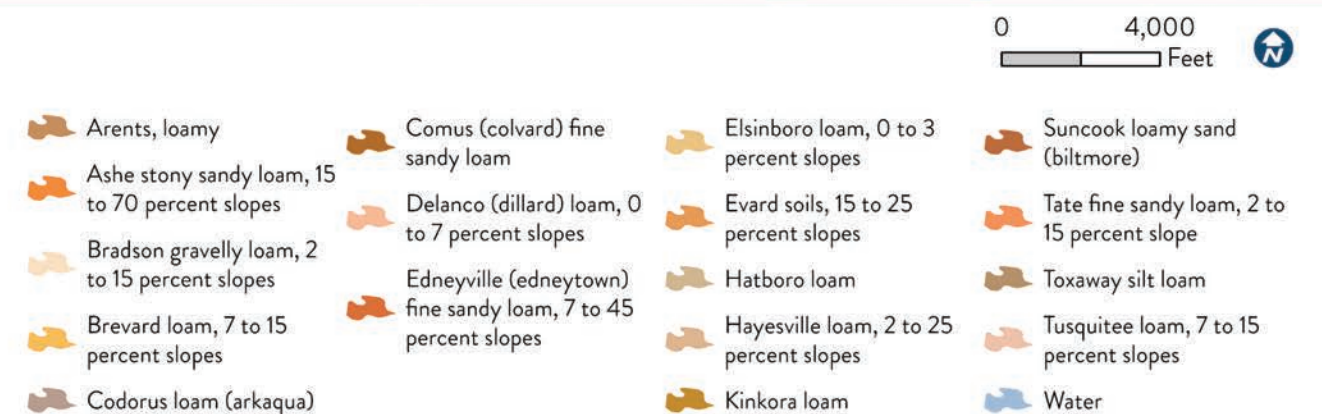 0 4,000
Feet
N
Arents, loamy
Ashe stony sandy loam, 15
to 70 percent slopes
Bradson gravelly loam, 2
to 15 percent slopes
Brevard loam, 7 to 15
percent slopes
Codorus loam (arkaqua)
Comus (colvard) fine
sandy loam
Delanco (dillard) loam, 0
to 7 percent slopes
Edneyville (edneytown)
fine sandy loam, 7 to 45
percent slopes
Elsinboro loam, 0 to 3
percent slopes
Evard soils, 15 to 25
percent slopes
Hatboro loam
Hayesville loam, 2 to 25
percent slopes
Kinkora loam
Suncook loamy sand
(biltmore)
Tate fine sandy loam, 2 to
15 percent slope
Toxaway silt loam
Tusquitee loam, 7 to 15
percent slopes
Water